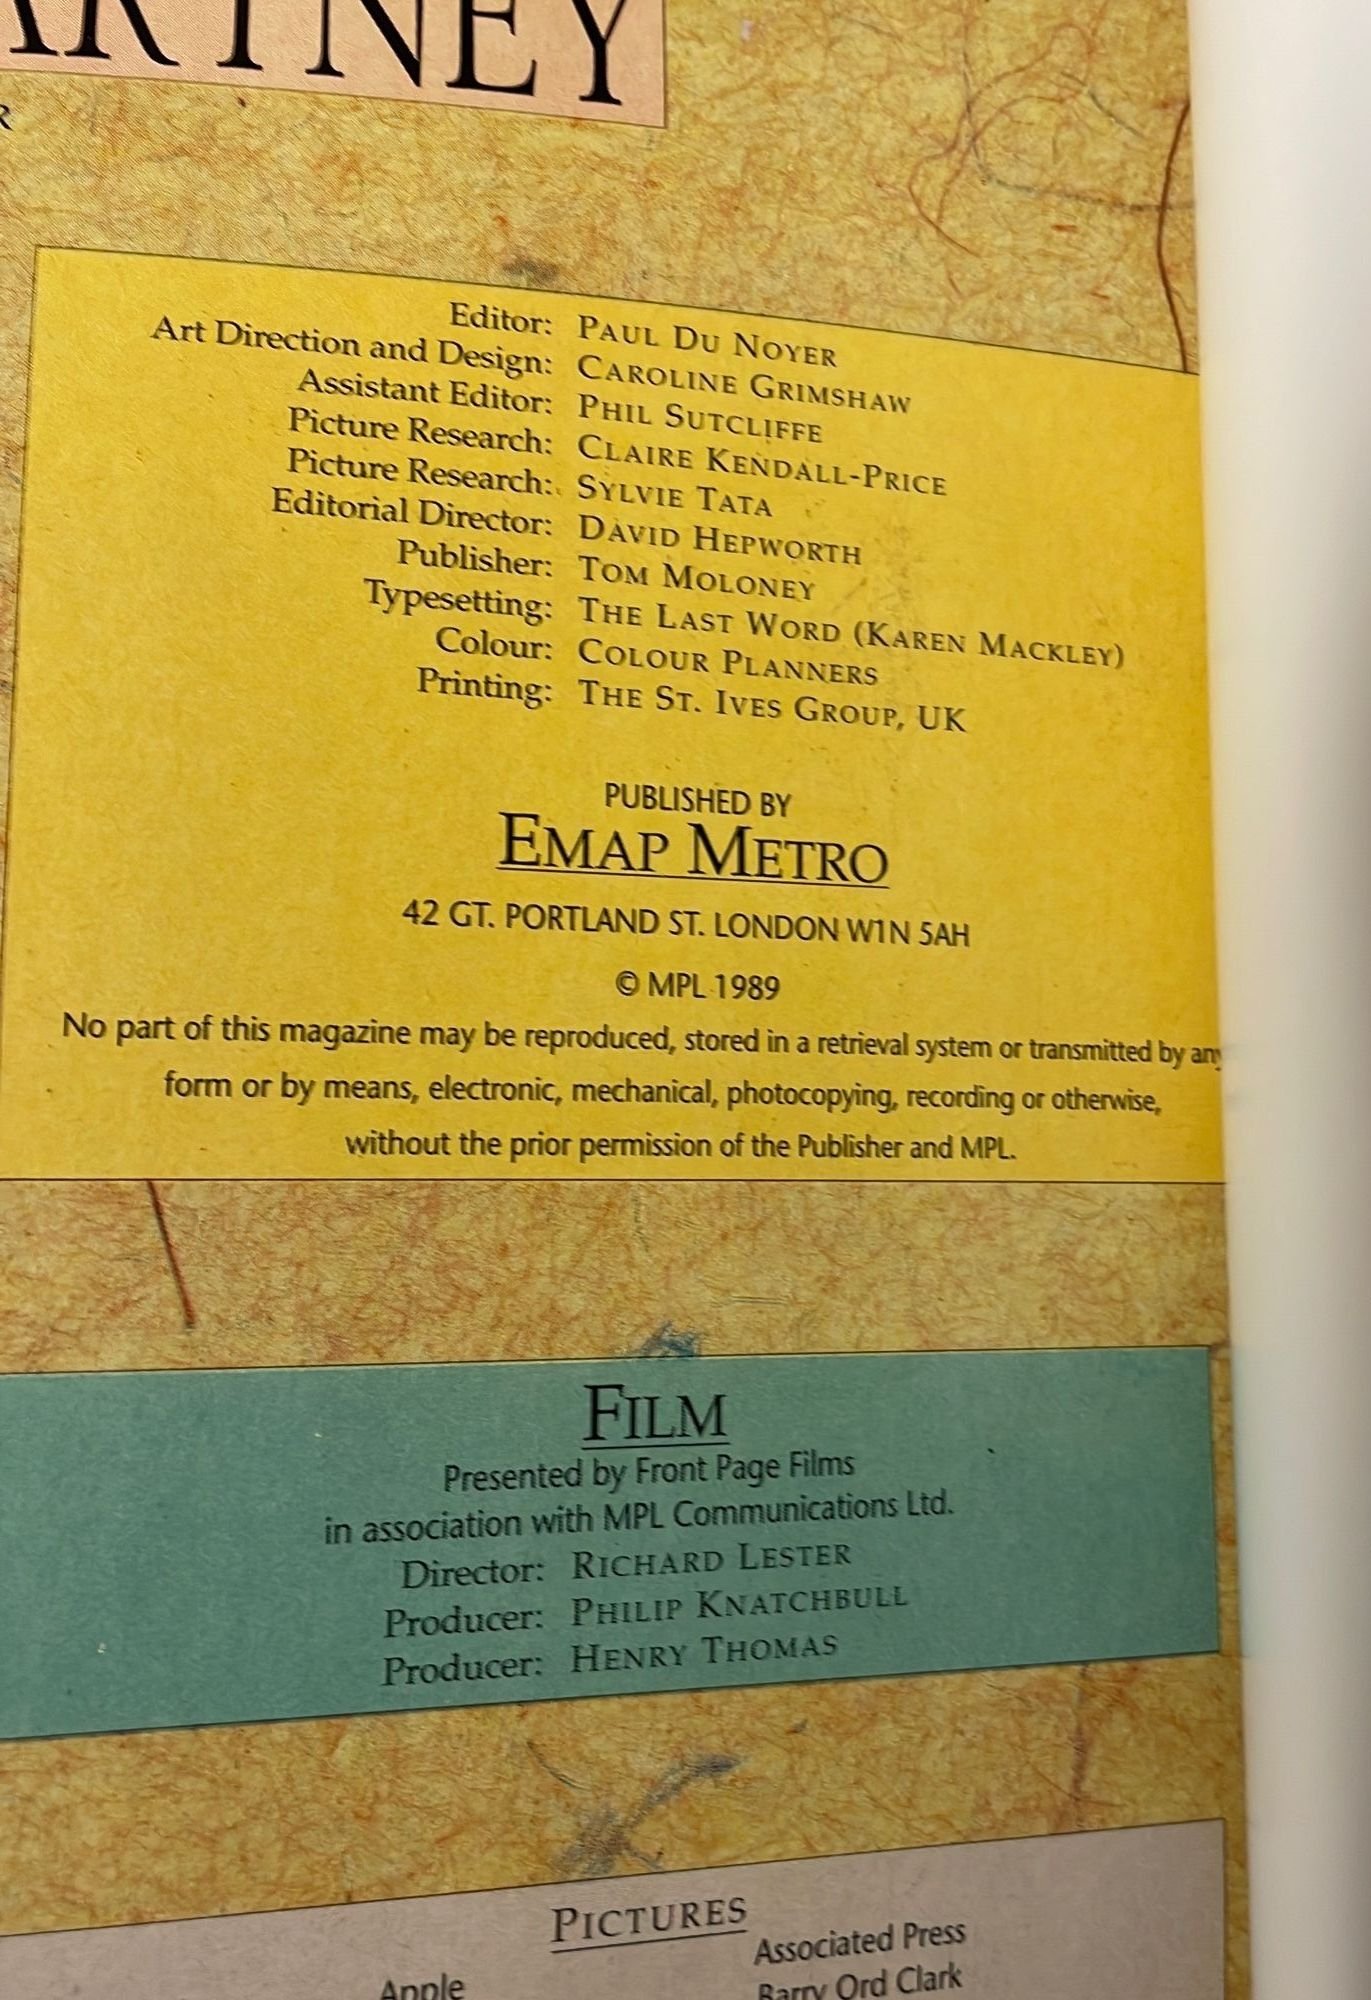 ARTNEY
R
Editor: PAUL DU NOYER
Art Direction and Design: CAROLINE GRIMSHAW
Assistant Editor: PHIL SUTCLIFFE
Picture Research: CLAIRE KENDALL-PRICE
Picture Research: SYLVIE TATA
Editorial Director: DAVID HEPWORTH
Publisher: TOM MOLONEY
Typesetting: THE LAST WORD (KAREN MACKLEY)
Colour: COLOUR PLANNERS
Printing: THE ST. IVES GROUP, UK
PUBLISHED BY
EMAP METRO
42 GT. PORTLAND ST. LONDON W1N 5AH
© MPL 1989
No part of this magazine may be reproduced, stored in a retrieval system or transmitted by any
form or by means, electronic, mechanical, photocopying, recording or otherwise,
without the prior permission of the Publisher and MPL.
FILM
Presented by Front Page Films
in association with MPL Communications Ltd.
Director: RICHARD LESTER
Producer: PHILIP KNATCHBULL
Producer: HENRY THOMAS
PICTURES
Apple
Associated Press
Barry Ord Clark